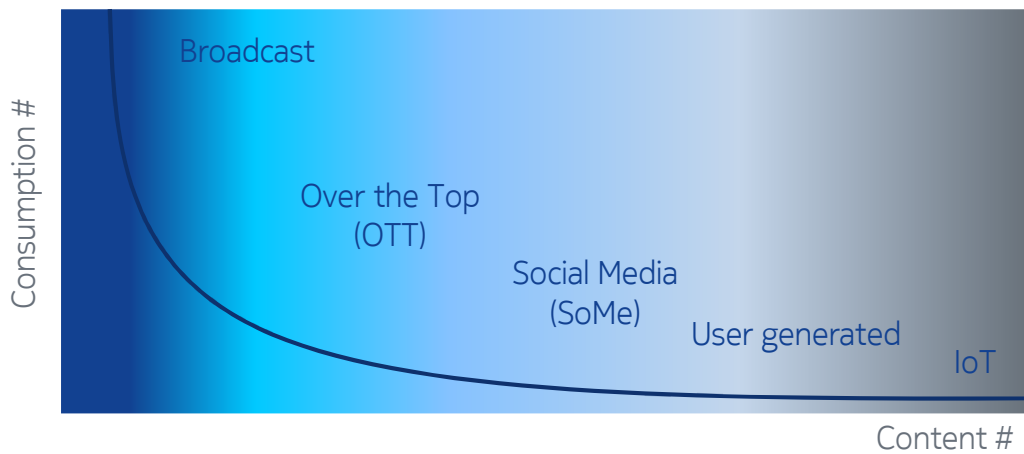 Broadcast
Consumption #
Over the Top
(OTT)
Social Media
(SoMe)
User generated
IoT
Content #